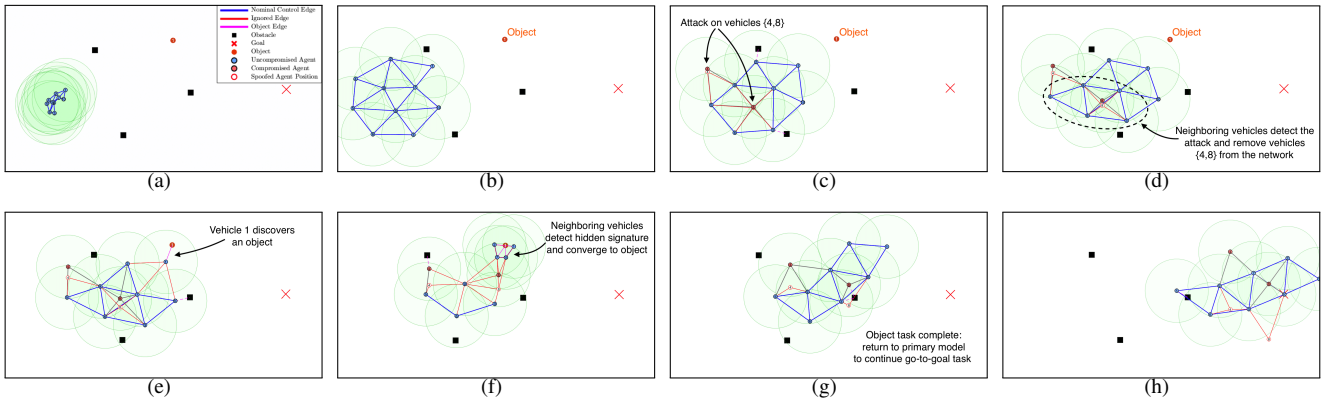 Nominal Control Edge
Ignored Edge
Object Edge
Obstacle
Goal
Object
Uncompromised Agent
Compromised Agent
Spoofed Agent Position
(a)
Object
(b)
Attack on vehicles {4,8}
Object
(c)
Object
Neighboring vehicles detect the
attack and remove vehicles
{4,8} from the network
(d)
Vehicle 1 discovers
an object
(e)
Neighboring vehicles
detect hidden signature
and converge to object
(f)
Object task complete:
return to primary model
to continue go-to-goal task
(g)
(h)